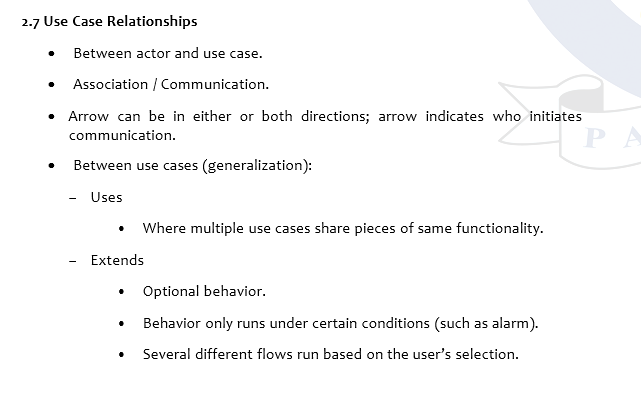 2.7 Use Case Relationships
• Between actor and use case.
• Association / Communication.
• Arrow can be in either or both directions; arrow indicates who initiates
communication.
• Between use cases (generalization):
– Uses
• Where multiple use cases share pieces of same functionality.
– Extends
• Optional behavior.
• Behavior only runs under certain conditions (such as alarm).
• Several different flows run based on the user's selection.
P A